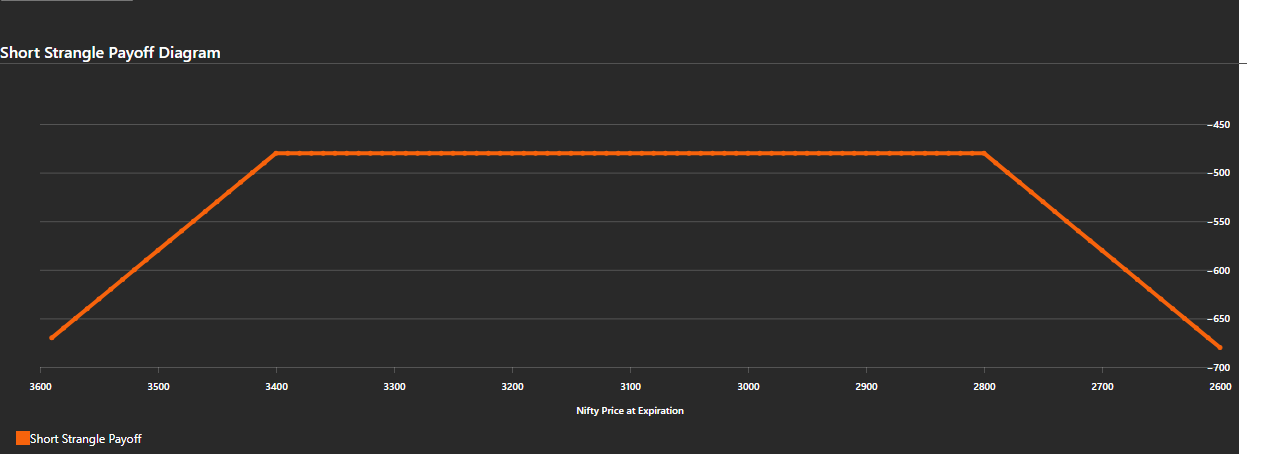 Short Strangle Payoff Diagram
−450
−500
−550
−600
−650
−700
3600 3500 3400 3300 3200 3100 3000 2900 2800 2700 2600
Nifty Price at Expiration
Short Strangle Payoff